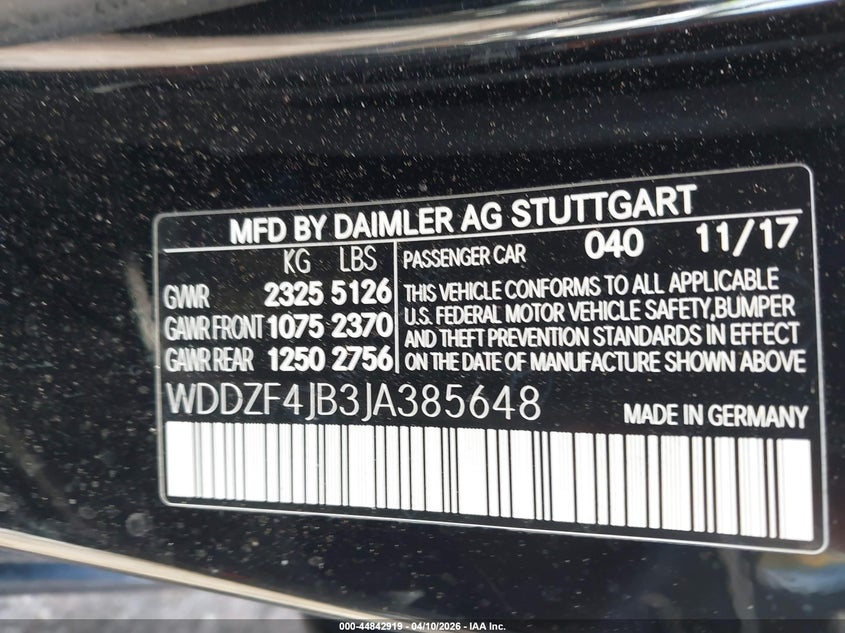 MFD BY DAIMLER AG STUTTGART
KG LBS
PASSENGER CAR 040 11/17
GVWR 2325 5126
GAWR FRONT 1075 2370
GAWR REAR 1250 2756
THIS VEHICLE CONFORMS TO ALL APPLICABLE
U.S. FEDERAL MOTOR VEHICLE SAFETY,BUMPER
AND THEFT PREVENTION STANDARDS IN EFFECT
ON THE DATE OF MANUFACTURE SHOWN ABOVE
WDDZF4JB3JA385648
MADE IN GERMANY
000-44842919 - 04/10/2026 - IAA Inc.